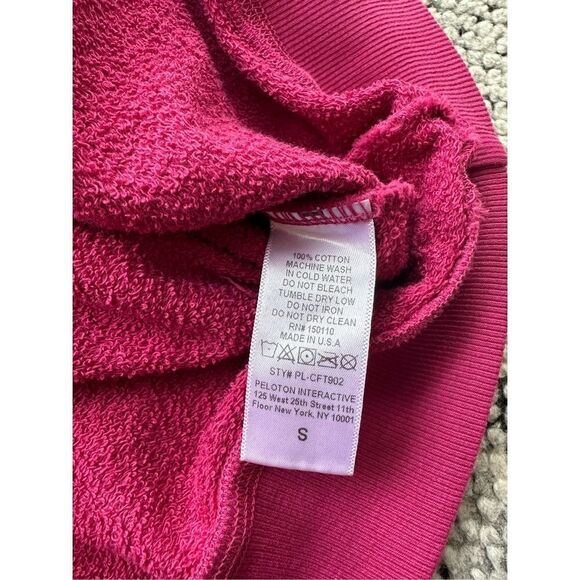 100% COTTON
MACHINE WASH
IN COLD WATER
DO NOT BLEACH
TUMBLE DRY LOW
DO NOT IRON
DO NOT DRY CLEAN
RN# 150110
MADE IN U.S.A
STY# PL-CFT902
PELOTON INTERACTIVE
125 West 25th Street 11th
Floor New York, NY 10001
S